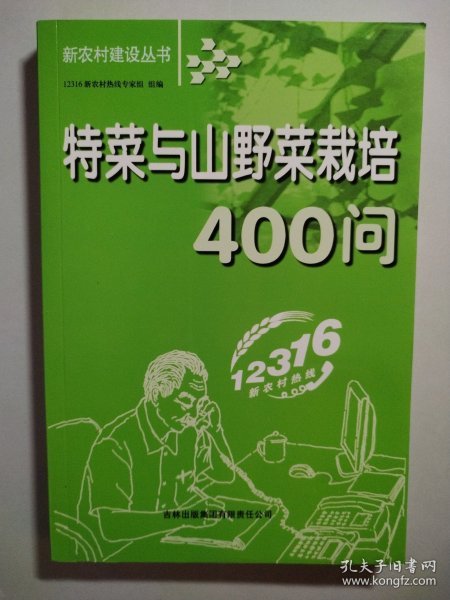 新农村建设丛书
12316新农村热线专家组 组编
特菜与山野菜栽培
400问
12316
新农村热线
吉林出版集团有限责任公司
孔夫子旧书网
www.kongfz.com